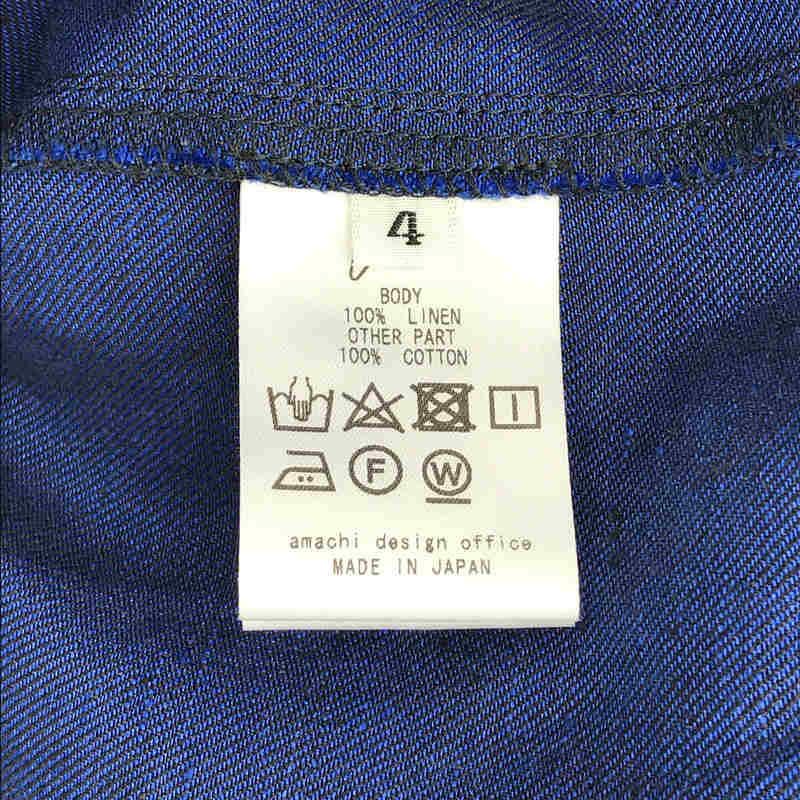 4
BODY
100% LINEN
OTHER PART
100% COTTON
F W
amachi design office
MADE IN JAPAN